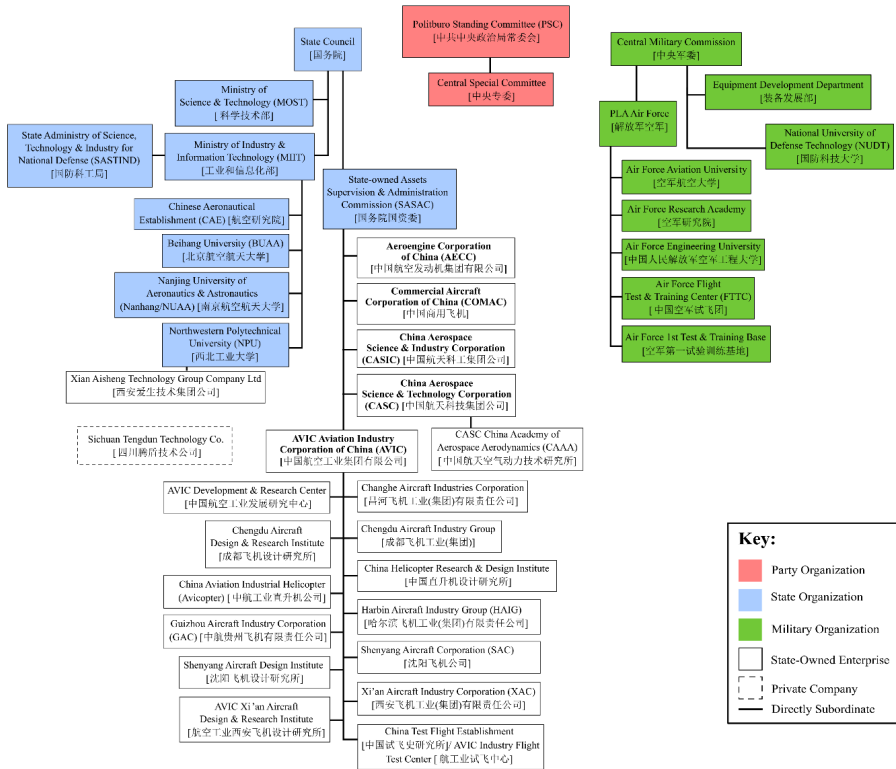 State Council
[国务院]
Politburo Standing Committee (PSC)
[中共中央政治局常委会]
Central Special Committee
[中央专委]
Central Military Commission
[中央军委]
Equipment Development Department
[装备发展部]
PLA Air Force
[解放军空军]
National University of
Defense Technology (NUDT)
[国防科技大学]
Ministry of
Science & Technology (MOST)
[科学技术部]
State Administry of Science,
Technology & Industry for
National Defense (SASTIND)
[国防科工局]
Ministry of Industry &
Information Technology (MIIT)
[工业和信息化部]
State-owned Assets
Supervision & Administration
Commission (SASAC)
[国务院国资委]
Chinese Aeronautical
Establishment (CAE) [航空研究院]
Beihang University (BUAA)
[北京航空航天大学]
Nanjing University of
Aeronautics & Astronautics
(Nanhang/NUAA) [南京航空航天大学]
Northwestern Polytechnical
University (NPU)
[西北工业大学]
Xian Aisheng Technology Group Company Ltd
[西安爱生技术集团公司]
Sichuan Tengdun Technology Co.
[四川腾盾技术公司]
Air Force Aviation University
[空军航空大学]
Air Force Research Academy
[空军研究院]
Air Force Engineering University
[中国人民解放军空军工程大学]
Air Force Flight
Test & Training Center (FTTC)
[中国空军试飞团]
Air Force 1st Test & Training Base
[空军第一试验训练基地]
Aeroengine Corporation
of China (AECC)
[中国航空发动机集团有限公司]
Commercial Aircraft
Corporation of China (COMAC)
[中国商用飞机]
China Aerospace
Science & Industry Corporation
(CASIC) [中国航天科工集团公司]
China Aerospace
Science & Technology Corporation
(CASC) [中国航天科技集团公司]
AVIC Aviation Industry
Corporation of China (AVIC)
[中国航空工业集团有限公司]
CASC China Academy of
Aerospace Aerodynamics (CAAA)
[中国航天空气动力技术研究所]
AVIC Development & Research Center
[中国航空工业发展研究中心]
Changhe Aircraft Industries Corporation
[昌河飞机工业(集团)有限责任公司]
Chengdu Aircraft
Design & Research Institute
[成都飞机设计研究所]
Chengdu Aircraft Industry Group
[成都飞机工业(集团)]
China Helicopter Research & Design Institute
[中国直升机设计研究所]
China Aviation Industrial Helicopter
(Avicopter) [中航工业直升机公司]
Harbin Aircraft Industry Group (HAIG)
[哈尔滨飞机工业(集团)有限责任公司]
Guizhou Aircraft Industry Corporation
(GAC) [中航贵州飞机有限责任公司]
Shenyang Aircraft Corporation (SAC)
[沈阳飞机公司]
Shenyang Aircraft Design Institute
[沈阳飞机设计研究所]
Xi'an Aircraft Industry Corporation (XAC)
[西安飞机工业(集团)有限责任公司]
AVIC Xi'an Aircraft
Design & Research Institute
[航空工业西安飞机设计研究所]
China Test Flight Establishment
[中国试飞史研究所]/ AVIC Industry Flight
Test Center [航工业试飞中心]
Key:
Party Organization
State Organization
Military Organization
State-Owned Enterprise
Private Company
Directly Subordinate